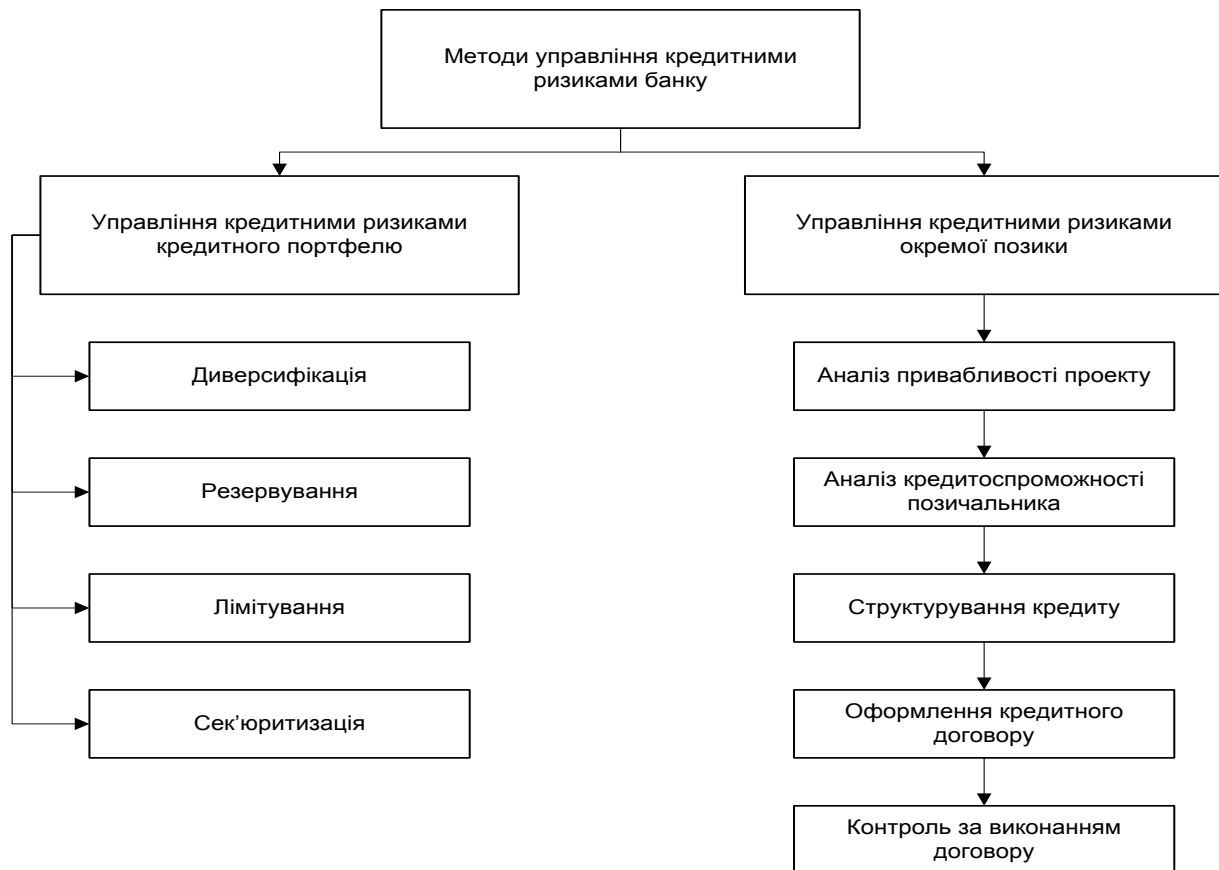 Методи управління кредитними
ризиками банку
Управління кредитними ризиками
кредитного портфелю
Диверсифікація
Резервування
Лімітування
Сек’юритизація
Управління кредитними ризиками
окремої позики
Аналіз привабливості проекту
Аналіз кредитоспроможності
позичальника
Структурування кредиту
Оформлення кредитного
договору
Контроль за виконанням
договору